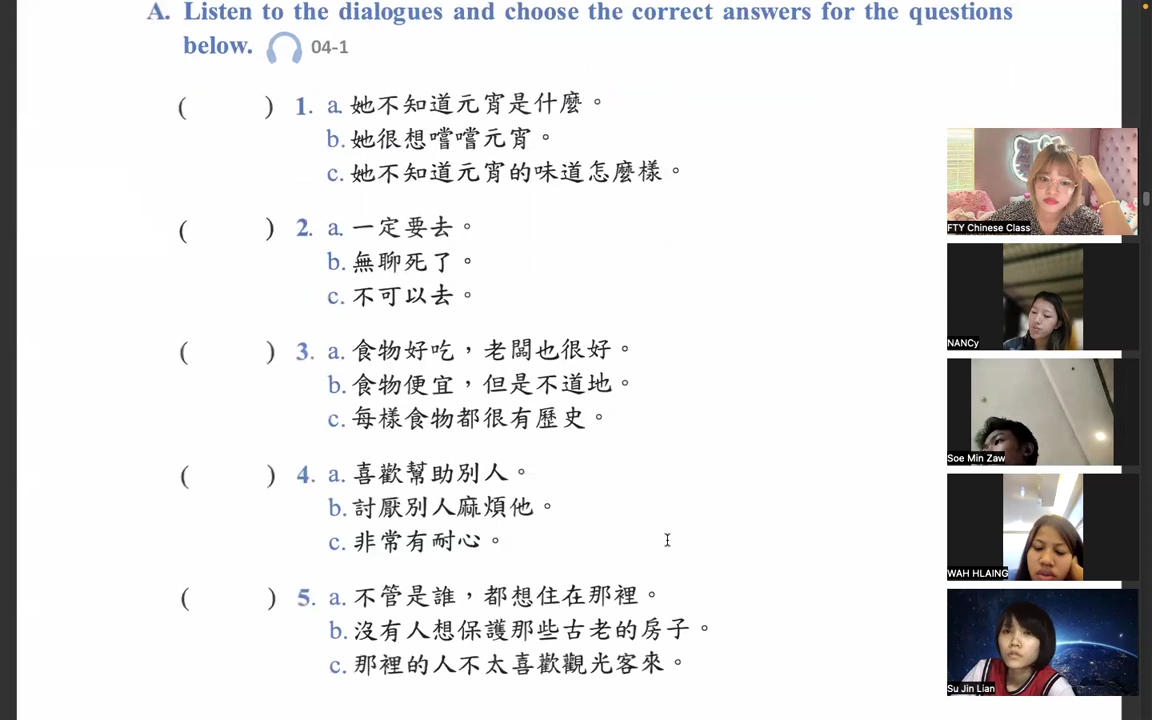 A. Listen to the dialogues and choose the correct answers for the questions
below. 04-1
( ) 1. a. 她不知道元宵是什麼。
b. 她很想嚐嚐元宵。
c. 她不知道元宵的味道怎麼樣。
( ) 2. a. 一定要去。
b. 無聊死了。
c. 不可以去。
( ) 3. a. 食物好吃，老闆也很好。
b. 食物便宜，但是不道地。
c. 每樣食物都很有歷史。
( ) 4. a. 喜歡幫助別人。
b. 討厭別人麻煩他。
c. 非常有耐心。
( ) 5. a. 不管是誰，都想住在那裡。
b. 沒有人想保護那些古老的房子。
c. 那裡的人不太喜歡觀光客來。
FTY Chinese Class
NANCy
Soe Min Zaw
WAH HLAING
Su Jin Lian